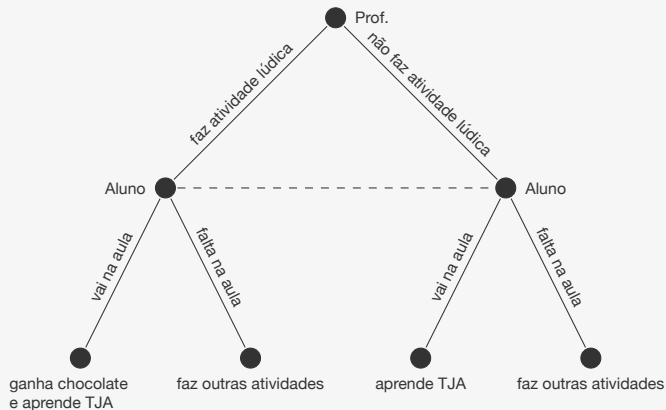 Prof.
faz atividade lúdica
não faz atividade lúdica
Aluno
Aluno
vai na aula
falta na aula
vai na aula
falta na aula
ganha chocolate
e aprende TJA
faz outras atividades
aprende TJA
faz outras atividades